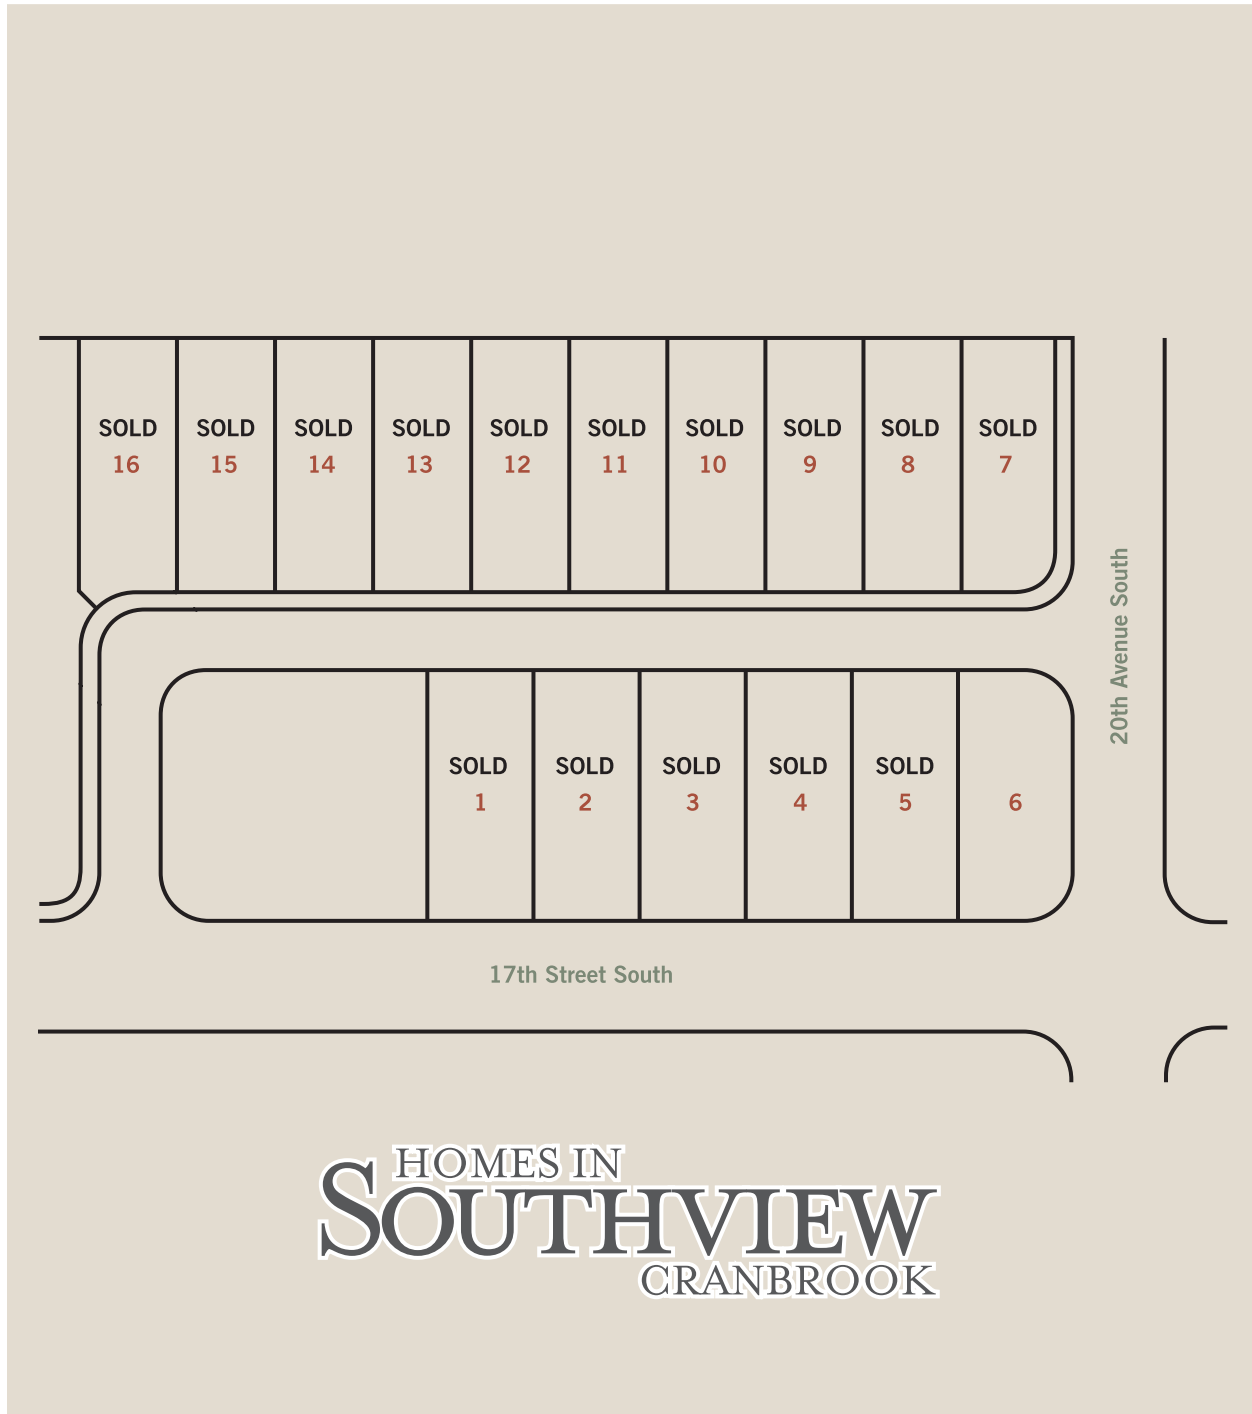 SOLD SOLD SOLD SOLD SOLD SOLD SOLD SOLD SOLD SOLD
16 15 14 13 12 11 10 9 8 7
20th Avenue South
SOLD SOLD SOLD SOLD SOLD
1 2 3 4 5 6
17th Street South
HOMES IN
SOUTHVIEW
CRANBROOK